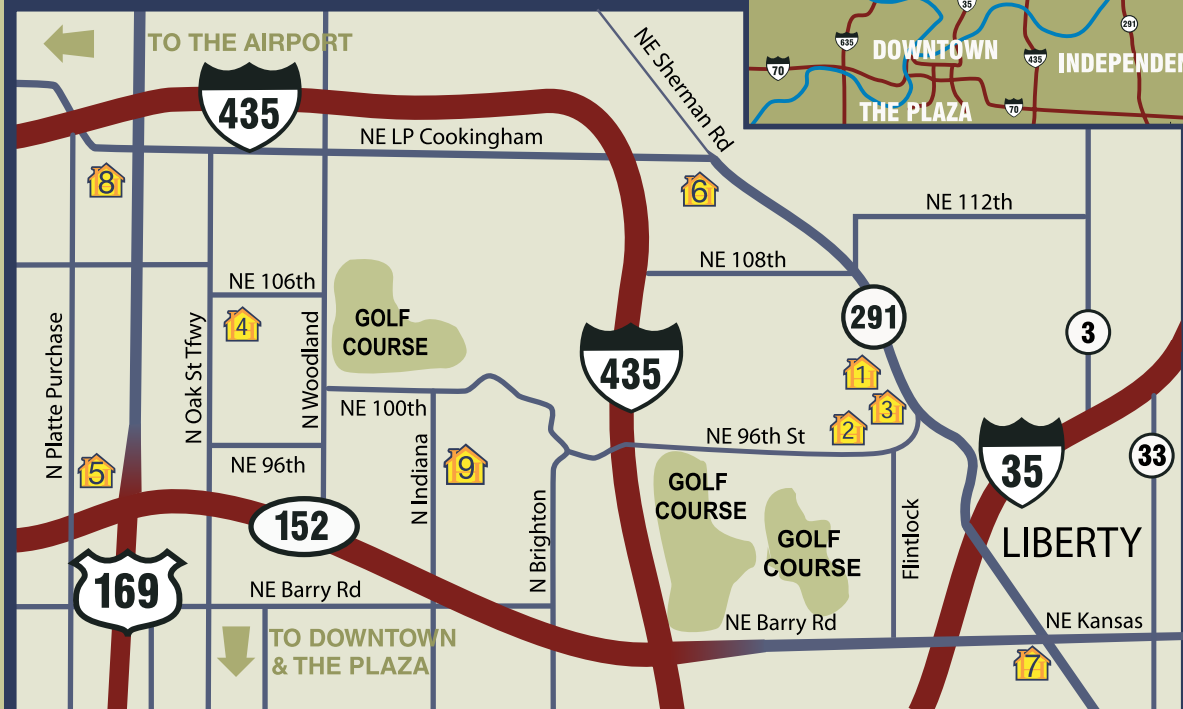 TO THE AIRPORT
435
NE LP Cookingham
NE Sherman Rd
35
291
635
DOWNTOWN
435
70
THE PLAZA
70
8
6
NE 112th
NE 108th
NE 106th
4
GOLF
COURSE
291
3
435
1
3
2
N Platte Purchase
N Oak St Tfwy
N Woodland
NE 100th
NE 96th St
NE 96th
5
9
N Indiana
N Brighton
GOLF
COURSE
GOLF
COURSE
Flintlock
35
33
LIBERTY
152
169
NE Barry Rd
NE Barry Rd
NE Kansas
TO DOWNTOWN
& THE PLAZA
7